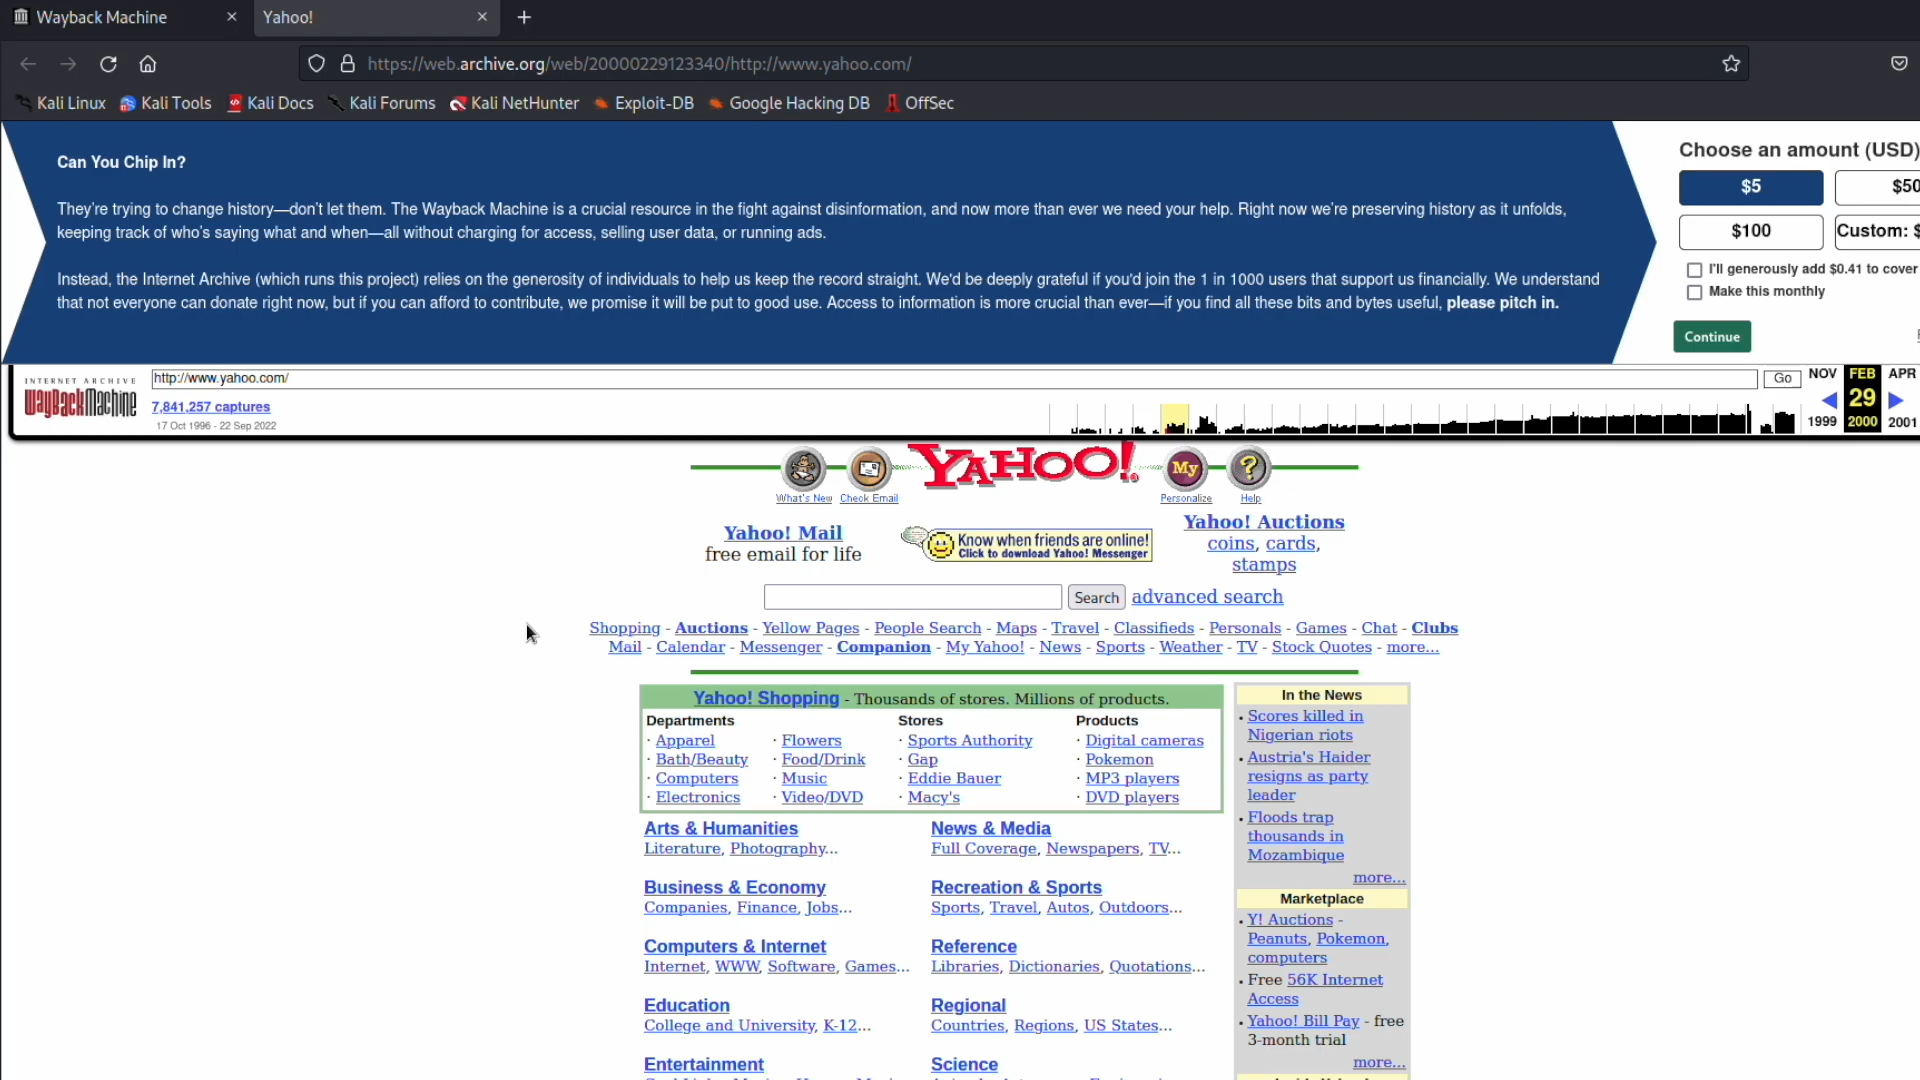 Wayback Machine
Yahoo!
https://web.archive.org/web/20000229123340/http://www.yahoo.com/
Kali Linux Kali Tools Kali Docs Kali Forums Kali NetHunter Exploit-DB Google Hacking DB OffSec
Can You Chip In?
They're trying to change history—don't let them. The Wayback Machine is a crucial resource in the fight against disinformation, and now more than ever we need your help. Right now we're preserving history as it unfolds,
keeping track of who's saying what and when—all without charging for access, selling user data, or running ads.
Instead, the Internet Archive (which runs this project) relies on the generosity of individuals to help us keep the record straight. We'd be deeply grateful if you'd join the 1 in 1000 users that support us financially. We understand
that not everyone can donate right now, but if you can afford to contribute, we promise it will be put to good use. Access to information is more crucial than ever—if you find all these bits and bytes useful, please pitch in.
Choose an amount (USD)
$5 $50
$100 Custom: $
I'll generously add $0.41 to cover
Make this monthly
Continue
INTERNET ARCHIVE
WayBackMachine
http://www.yahoo.com/
Go
7,841,257 captures
17 Oct 1996 - 22 Sep 2022
NOV FEB APR
29
1999 2000 2001
What's New Check Email
YAHOO!
My
Personalize
?
Help
Yahoo! Mail
free email for life
Know when friends are online!
Click to download Yahoo! Messenger
Yahoo! Auctions
coins, cards,
stamps
Search advanced search
Shopping - Auctions - Yellow Pages - People Search - Maps - Travel - Classifieds - Personals - Games - Chat - Clubs
Mail - Calendar - Messenger - Companion - My Yahoo! - News - Sports - Weather - TV - Stock Quotes - more...
Yahoo! Shopping - Thousands of stores. Millions of products.
Departments Stores Products
· Apparel · Flowers · Sports Authority · Digital cameras
· Bath/Beauty · Food/Drink · Gap · Pokemon
· Computers · Music · Eddie Bauer · MP3 players
· Electronics · Video/DVD · Macy's · DVD players
Arts & Humanities
Literature, Photography...
Business & Economy
Companies, Finance, Jobs...
Computers & Internet
Internet, WWW, Software, Games...
Education
College and University, K-12...
Entertainment
News & Media
Full Coverage, Newspapers, TV...
Recreation & Sports
Sports, Travel, Autos, Outdoors...
Reference
Libraries, Dictionaries, Quotations...
Regional
Countries, Regions, US States...
Science
In the News
· Scores killed in
Nigerian riots
· Austria's Haider
resigns as party
leader
· Floods trap
thousands in
Mozambique
more...
Marketplace
· Y! Auctions -
Peanuts, Pokemon,
computers
· Free 56K Internet
Access
· Yahoo! Bill Pay - free
3-month trial
more...